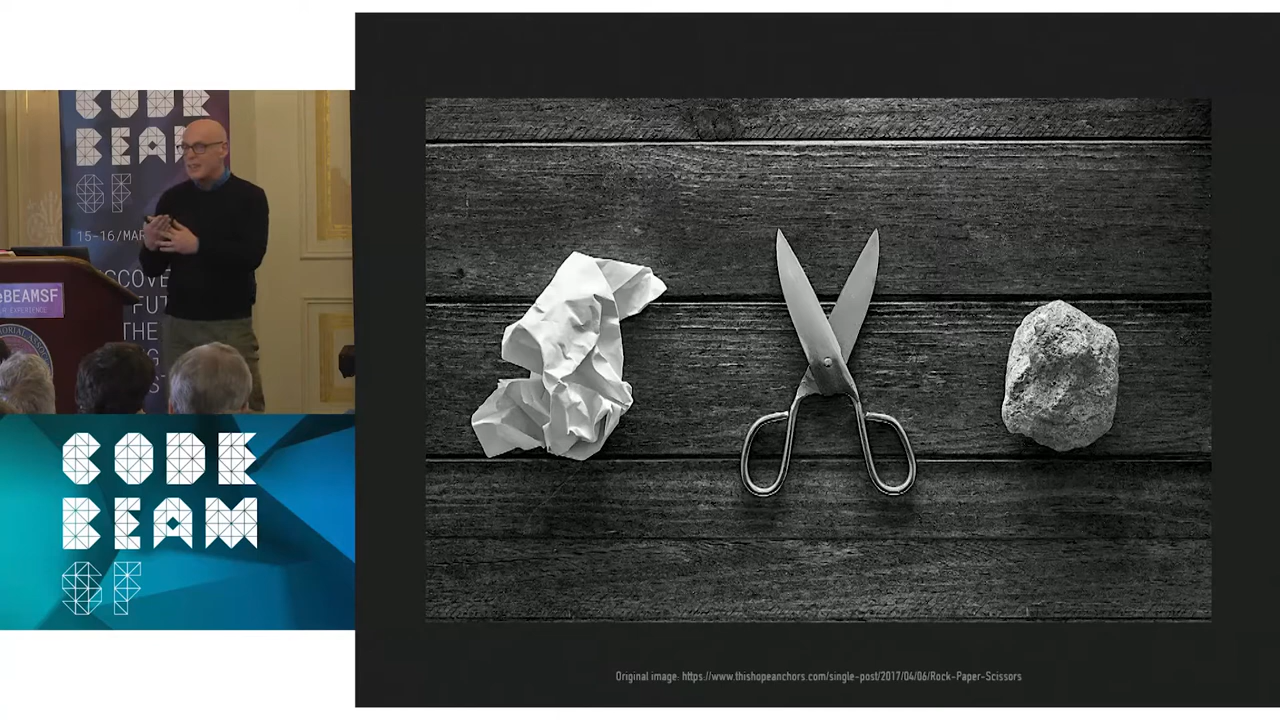 CODE
BEAM
SF
15-16/MAR
THE
BEAMSF
CODE
BEAM
SF
Original image: https://www.thishopeanchors.com/single-post/2017/04/06/Rock-Paper-Scissors